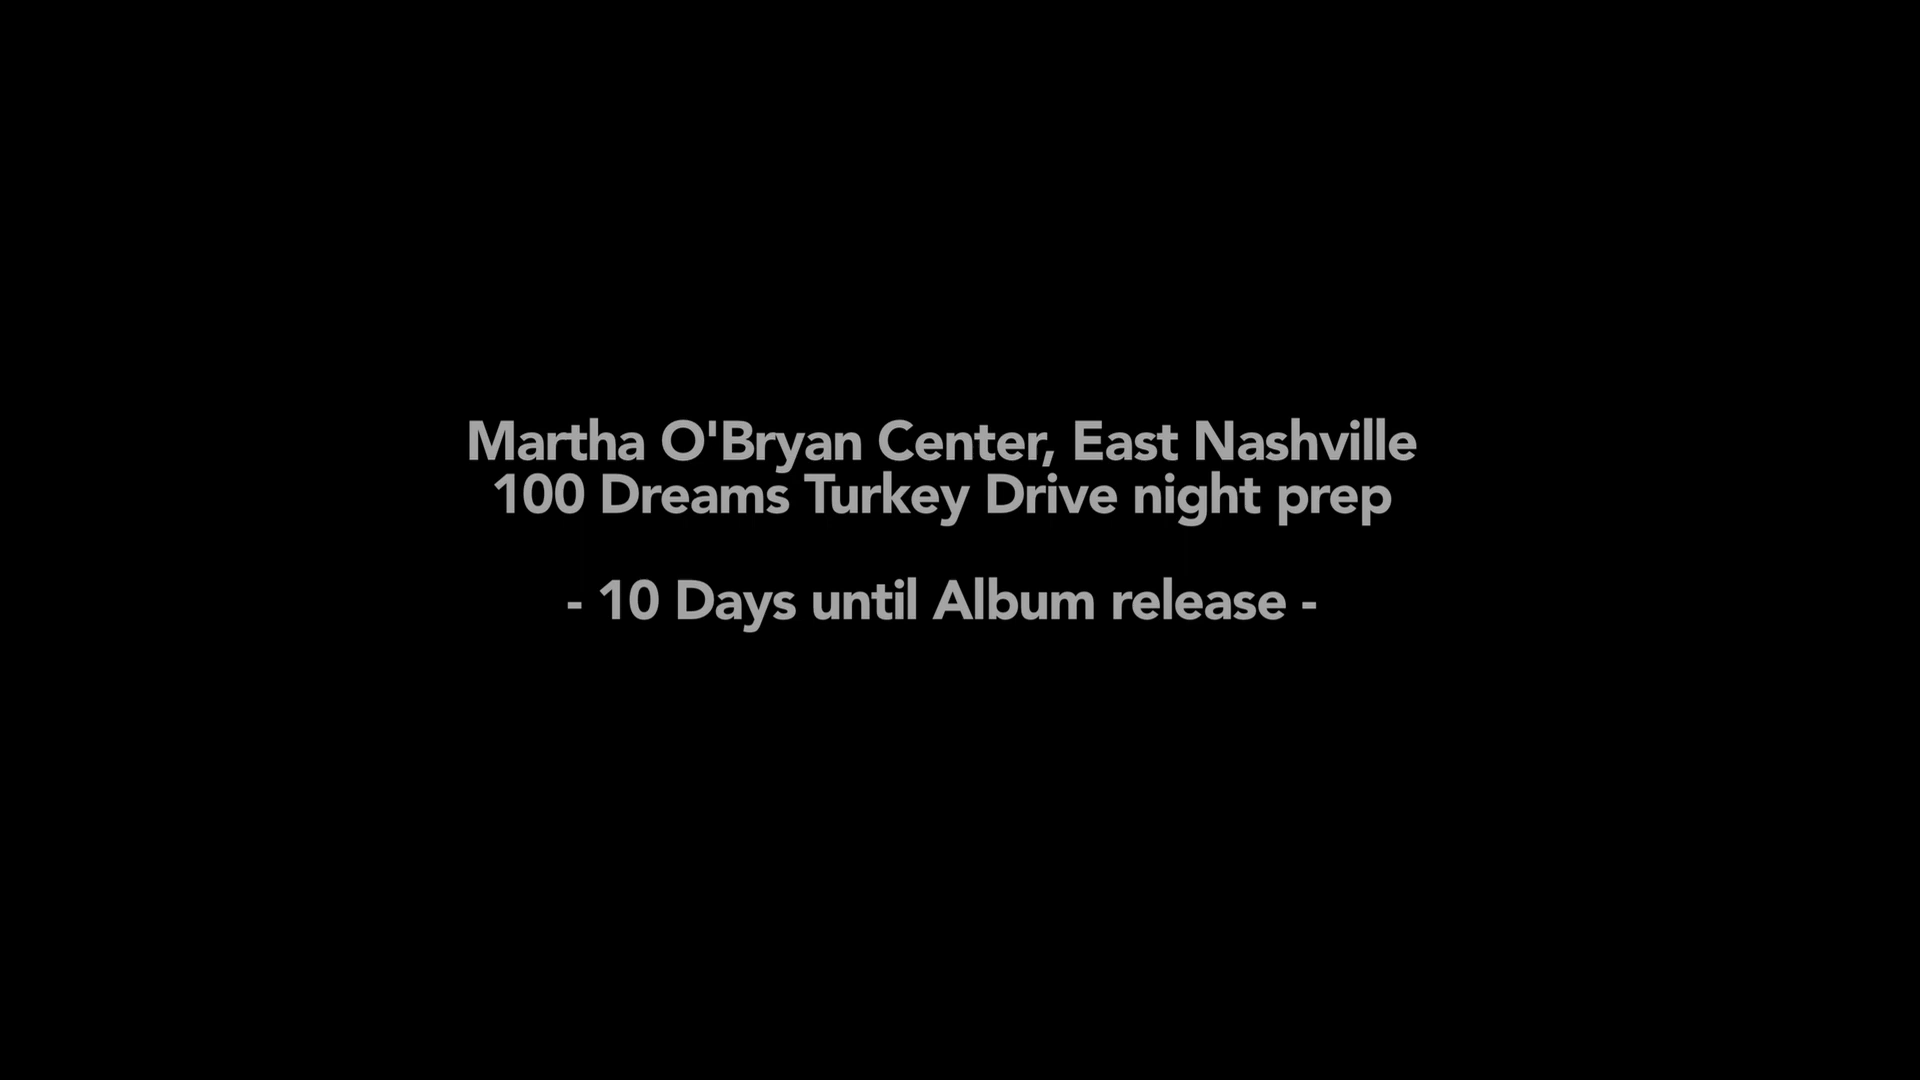 Martha O'Bryan Center, East Nashville
100 Dreams Turkey Drive night prep
- 10 Days until Album release -